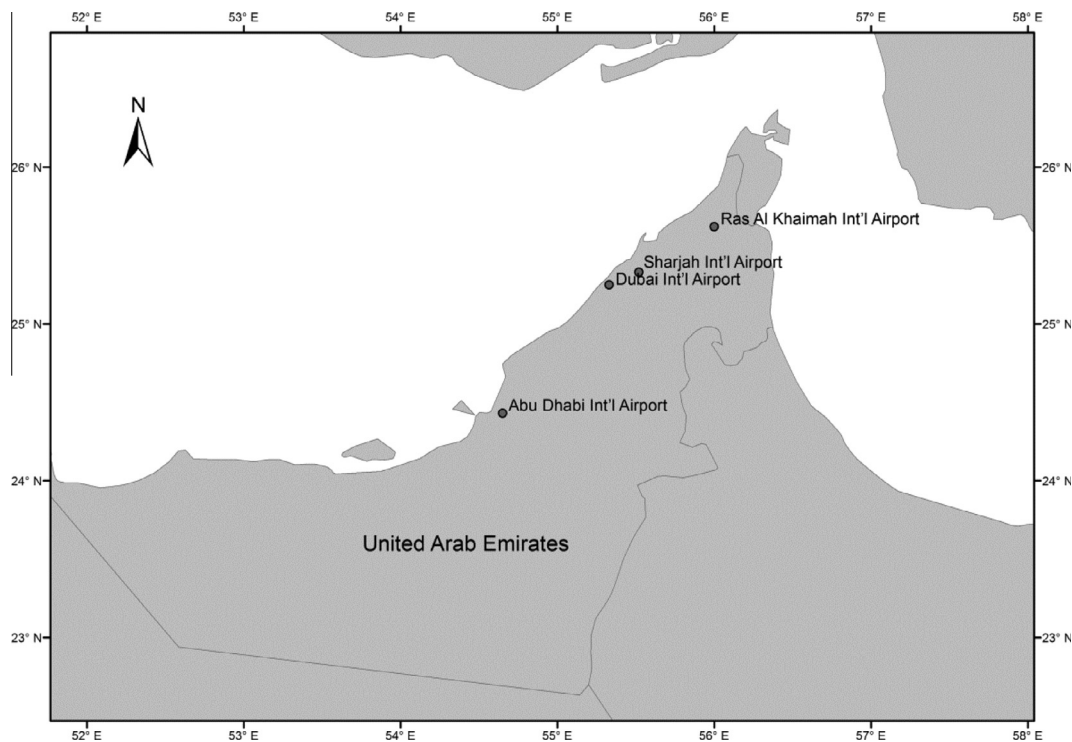 52° E 53° E 54° E 55° E 56° E 57° E 58° E
N
26° N 26° N
Ras Al Khaimah Int'l Airport
Sharjah Int'l Airport
Dubai Int'l Airport
25° N 25° N
Abu Dhabi Int'l Airport
24° N 24° N
United Arab Emirates
23° N 23° N
52° E 53° E 54° E 55° E 56° E 57° E 58° E